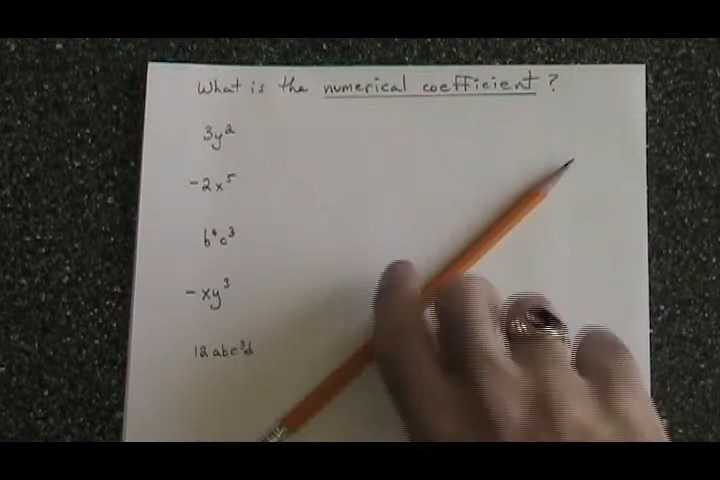 What is the numerical coefficient ?
3y²
-2x⁵
b⁴c³
-xy³
12abc³d